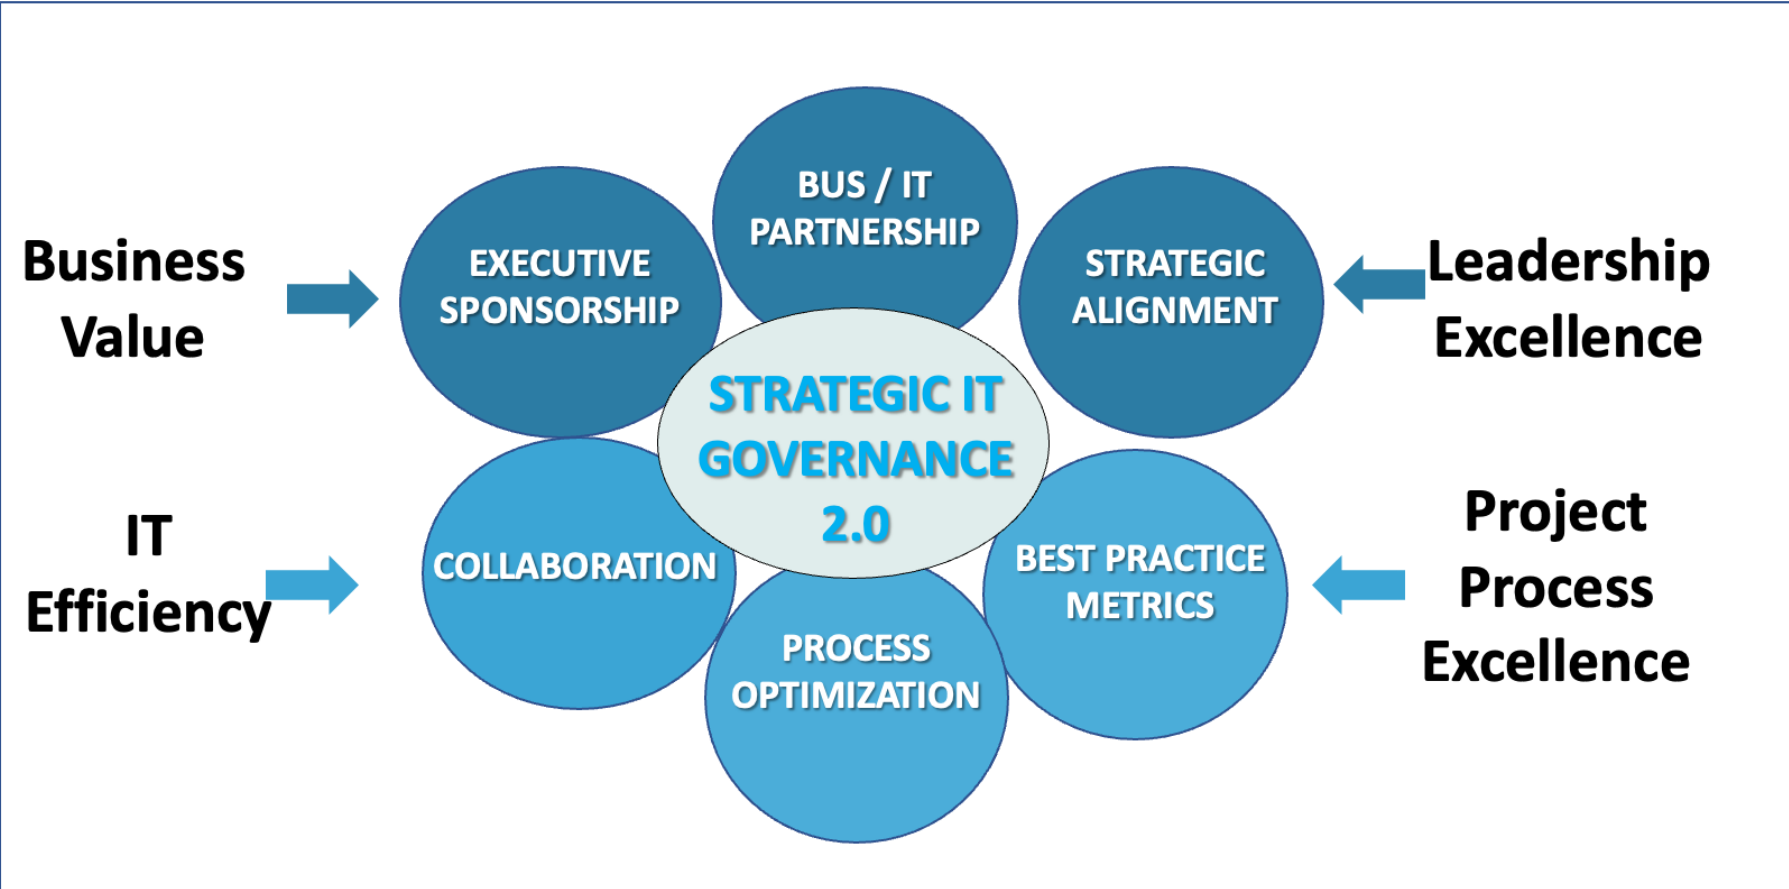 BUS / IT
PARTNERSHIP
EXECUTIVE
SPONSORSHIP
STRATEGIC
ALIGNMENT
Business
Value
Leadership
Excellence
STRATEGIC IT
GOVERNANCE
2.0
IT
Efficiency
COLLABORATION
BEST PRACTICE
METRICS
Project
Process
Excellence
PROCESS
OPTIMIZATION